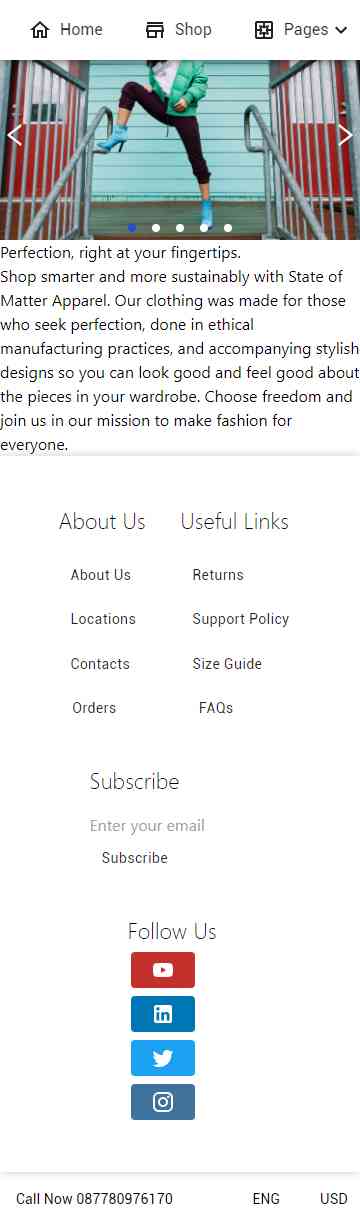 Home Shop Pages
Perfection, right at your fingertips.
Shop smarter and more sustainably with State of
Matter Apparel. Our clothing was made for those
who seek perfection, done in ethical
manufacturing practices, and accompanying stylish
designs so you can look good and feel good about
the pieces in your wardrobe. Choose freedom and
join us in our mission to make fashion for
everyone.
About Us Useful Links
About Us Returns
Locations Support Policy
Contacts Size Guide
Orders FAQs
Subscribe
Enter your email
Subscribe
Follow Us
Call Now 087780976170 ENG USD